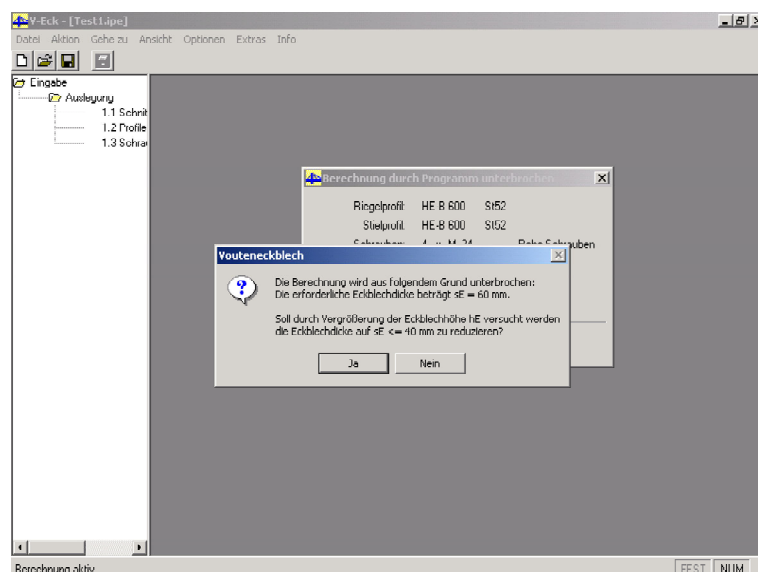 Y-Eck - [Test1.ipe]
Datei Aktion Gehe zu Ansicht Optionen Extras Info
Eingabe
Auslegung
1.1 Schnit
1.2 Profile
1.3 Schrau
Berechnung durch Programm unterbrochen
Riegelprofil: HE-B 600 St52
Stielprofil: HE-B 600 St52
Schrauben: 4 x M 24 Rohe Schrauben
Vouteneckblech
Die Berechnung wird aus folgendem Grund unterbrochen:
Die erforderliche Eckblechdicke beträgt sE = 60 mm.
Soll durch Vergrößerung der Eckblechhöhe hE versucht werden
die Eckblechdicke auf sE <= 40 mm zu reduzieren?
Ja Nein
Berechnung aktiv
FEST NUM